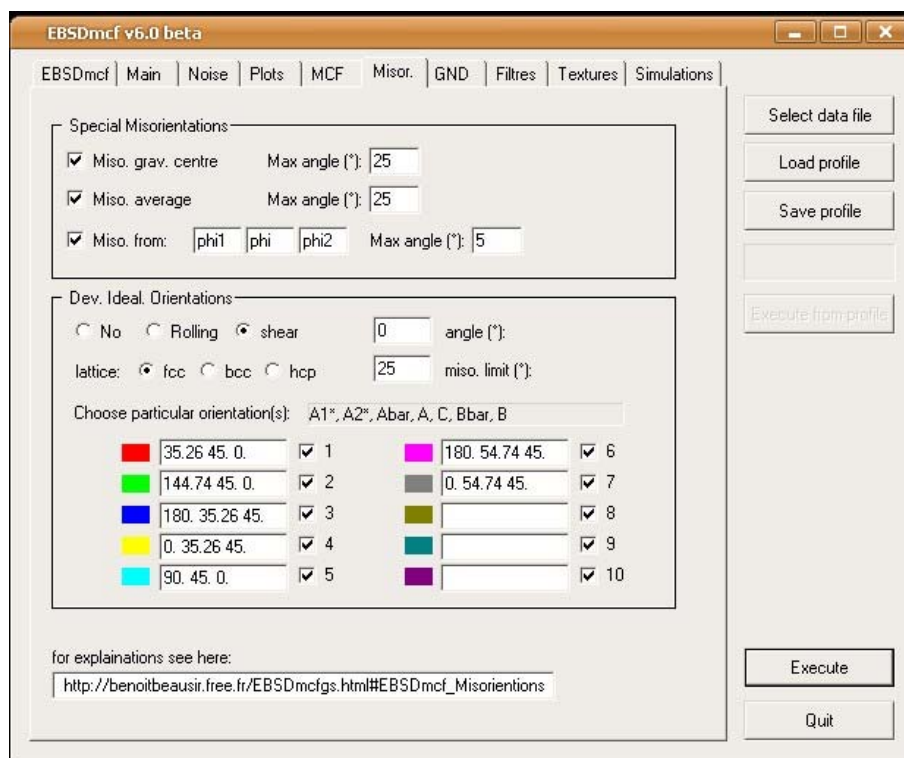 EBSDmcf v6.0 beta
EBSDmcf Main Noise Plots MCF Misor. GND Filtres Textures Simulations
Select data file
Load profile
Save profile
Execute from profile
Special Misorientations
Miso. grav. centre Max angle (°): 25
Miso. average Max angle (°): 25
Miso. from: phi1 phi phi2 Max angle (°): 5
Dev. Ideal. Orientations
No Rolling shear 0 angle (°):
lattice: fcc bcc hcp 25 miso. limit (°):
Choose particular orientation(s): A1*, A2*, Abar, A, C, Bbar, B
35.26 45. 0. 1 180. 54.74 45. 6
144.74 45. 0. 2 0. 54.74 45. 7
180. 35.26 45. 3 8
0. 35.26 45. 4 9
90. 45. 0. 5 10
for explainations see here:
http://benoitbeausir.free.fr/EBSDmcfgs.html#EBSDmcf_Misorientions
Execute
Quit